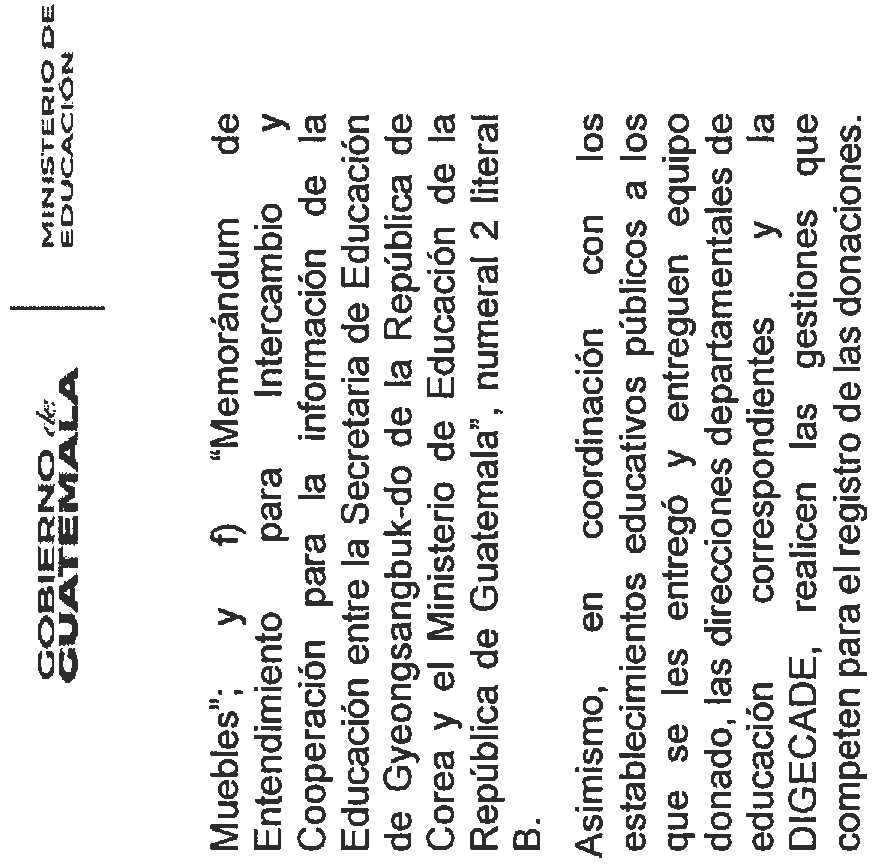 GOBIERNO de
GUATEMALA
MINISTERIO DE
EDUCACIÓN
Muebles”; y f) “Memorándum de
Entendimiento para Intercambio y
Cooperación para la información de la
Educación entre la Secretaria de Educación
de Gyeongsangbuk-do de la República de
Corea y el Ministerio de Educación de la
República de Guatemala”, numeral 2 literal
B.
Asimismo, en coordinación con los
establecimientos educativos públicos a los
que se les entregó y entreguen equipo
donado, las direcciones departamentales de
educación correspondientes y la
DIGECADE, realicen las gestiones que
competen para el registro de las donaciones.